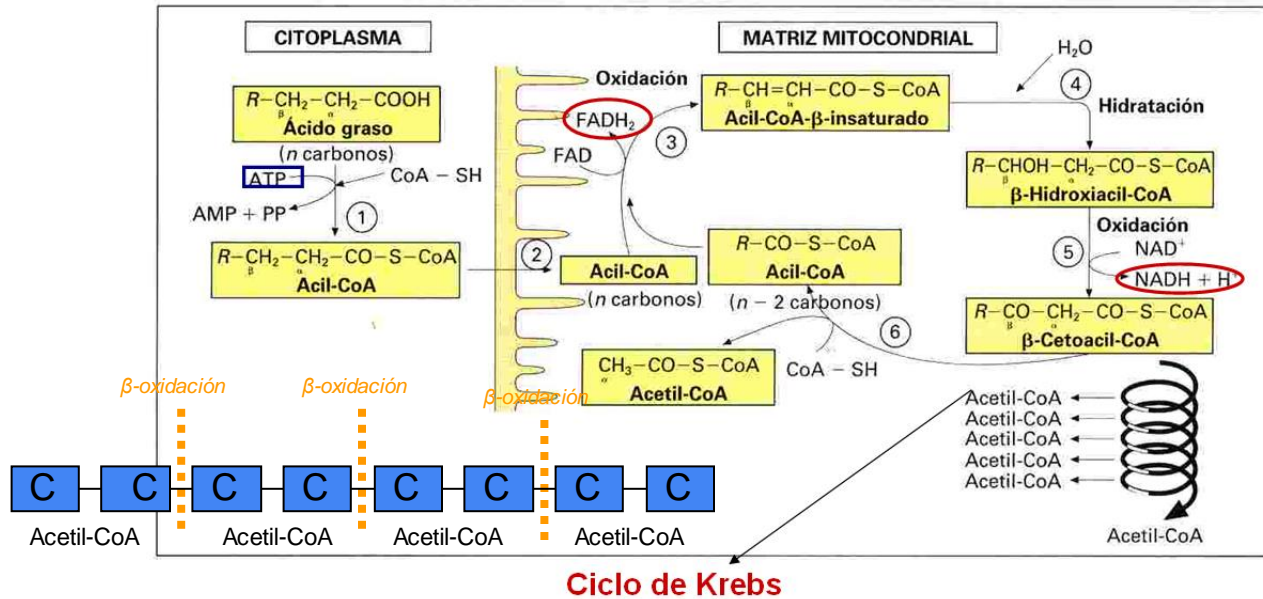 CITOPLASMA
MATRIZ MITOCONDRIAL
R–CH₂–CH₂–COOH
β α
Ácido graso
(n carbonos)
ATP
CoA – SH
AMP + PP
1
R–CH₂–CH₂–CO–S–CoA
β α
Acil-CoA
2
Acil-CoA
(n carbonos)
FAD
FADH₂
Oxidación
3
R–CH=CH–CO–S–CoA
β α
Acil-CoA-β-insaturado
H₂O
4
Hidratación
R–CHOH–CH₂–CO–S–CoA
β α
β-Hidroxiacil-CoA
Oxidación
5
NAD⁺
NADH + H⁺
R–CO–CH₂–CO–S–CoA
β α
β-Cetoacil-CoA
6
CoA – SH
R–CO–S–CoA
Acil-CoA
(n – 2 carbonos)
CH₃–CO–S–CoA
α
Acetil-CoA
Acetil-CoA
Acetil-CoA
Acetil-CoA
Acetil-CoA
Acetil-CoA
Acetil-CoA
β-oxidación
β-oxidación
β-oxidación
C C C C C C C C
Acetil-CoA Acetil-CoA Acetil-CoA Acetil-CoA
Ciclo de Krebs